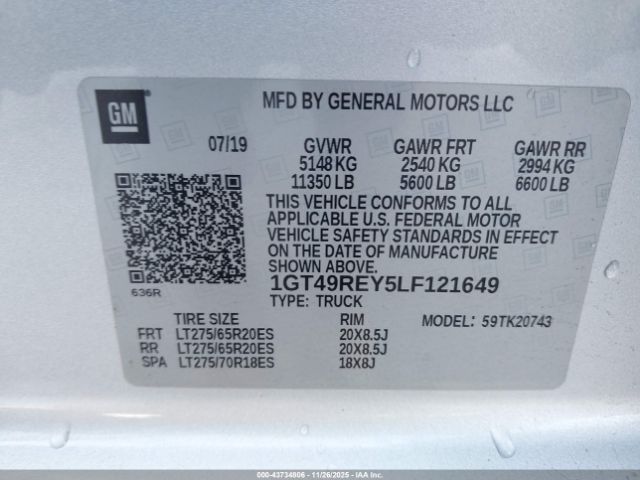 GM
MFD BY GENERAL MOTORS LLC
07/19 GVWR GAWR FRT GAWR RR
5148 KG 2540 KG 2994 KG
11350 LB 5600 LB 6600 LB
THIS VEHICLE CONFORMS TO ALL
APPLICABLE U.S. FEDERAL MOTOR
VEHICLE SAFETY STANDARDS IN EFFECT
ON THE DATE OF MANUFACTURE
SHOWN ABOVE.
636R
1GT49REY5LF121649
TYPE: TRUCK
TIRE SIZE RIM MODEL: 59TK20743
FRT LT275/65R20ES 20X8.5J
RR LT275/65R20ES 20X8.5J
SPA LT275/70R18ES 18X8J
000-43734806 - 11/26/2025 - IAA, Inc.